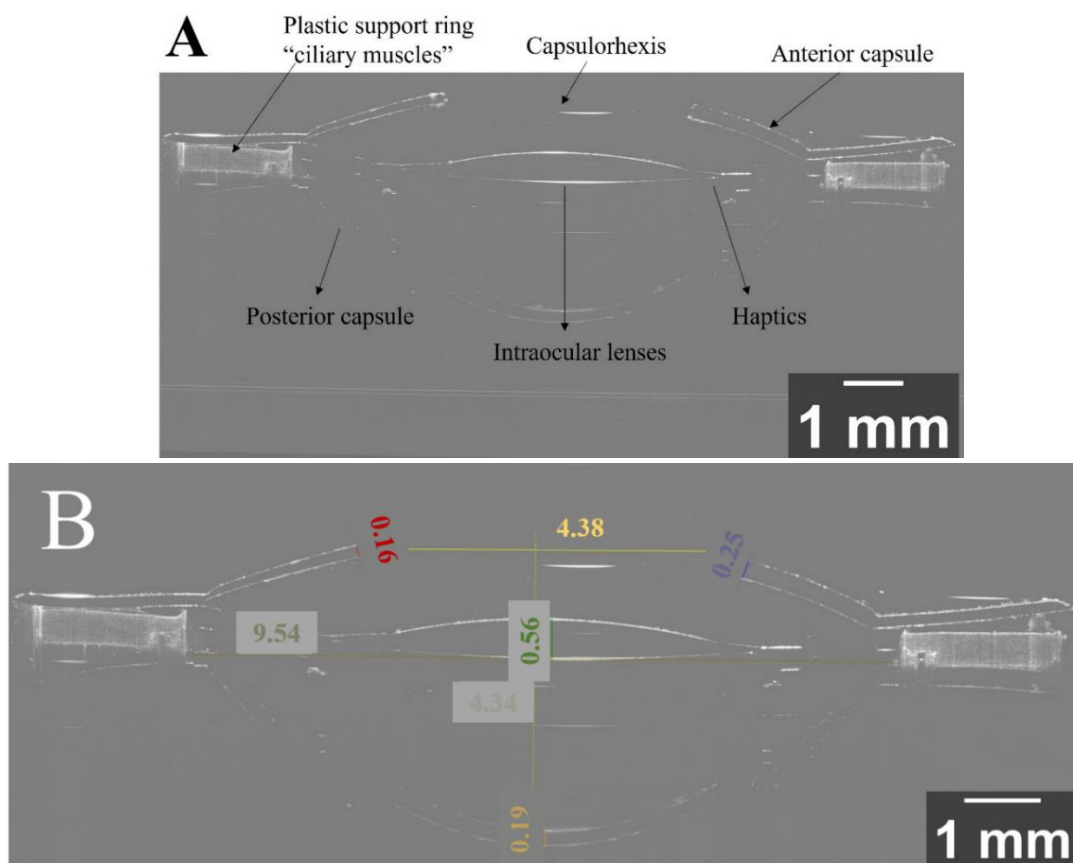 A
Plastic support ring
“ciliary muscles”
Capsulorhexis
Anterior capsule
Posterior capsule
Intraocular lenses
Haptics
1 mm
B
0.16
4.38
0.25
9.54
0.56
4.34
0.19
1 mm